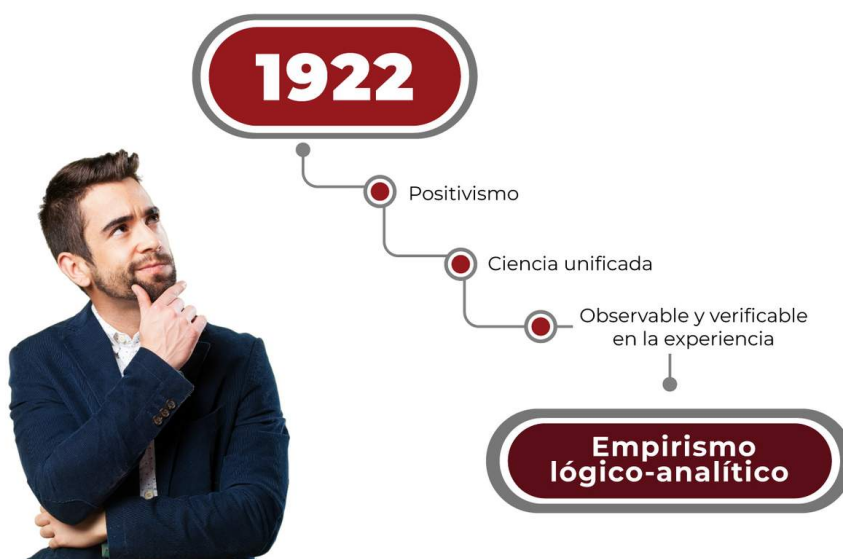 1922
Positivismo
Ciencia unificada
Observable y verificable
en la experiencia
Empirismo
lógico-analítico